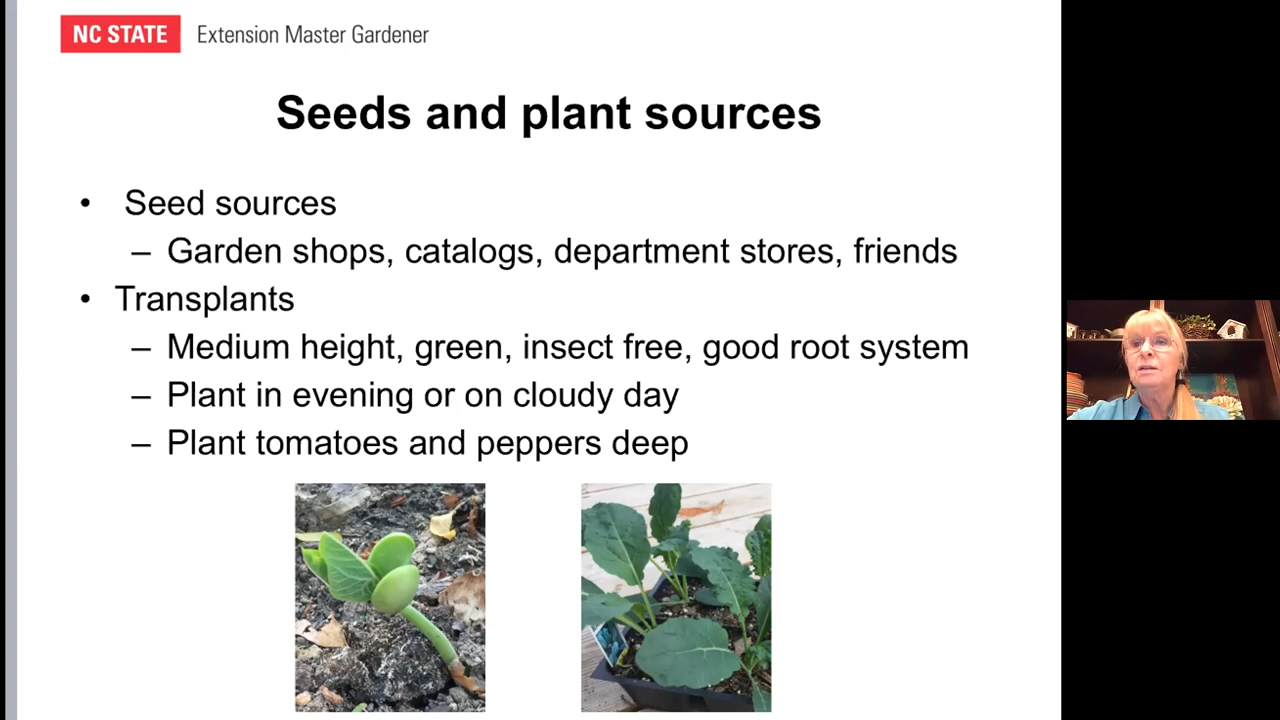 NC STATE Extension Master Gardener
Seeds and plant sources
• Seed sources
– Garden shops, catalogs, department stores, friends
• Transplants
– Medium height, green, insect free, good root system
– Plant in evening or on cloudy day
– Plant tomatoes and peppers deep